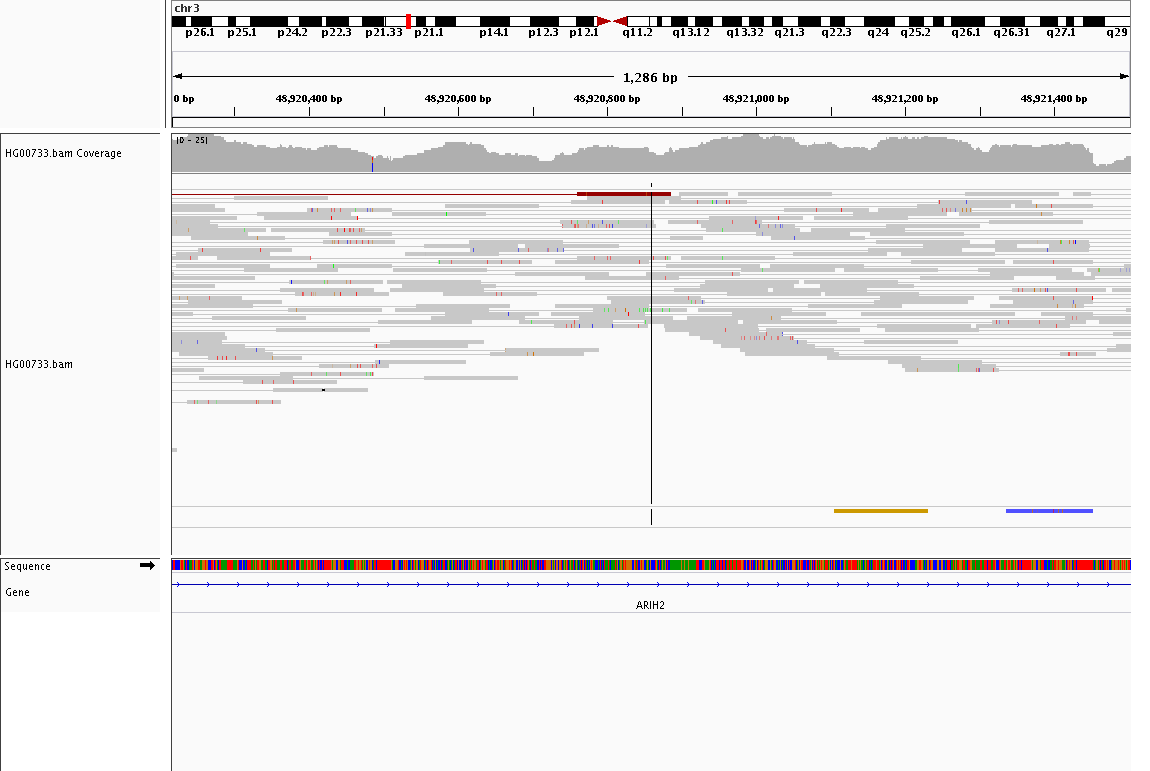 chr3
p26.1 p25.1 p24.2 p22.3 p21.33 p21.1 p14.1 p12.3 p12.1 q11.2 q13.12 q13.32 q21.3 q22.3 q24 q25.2 q26.1 q26.31 q27.1 q29
1,286 bp
0 bp 48,920,400 bp 48,920,600 bp 48,920,800 bp 48,921,000 bp 48,921,200 bp 48,921,400 bp
HG00733.bam Coverage
[0 - 25]
HG00733.bam
Sequence
Gene
ARIH2